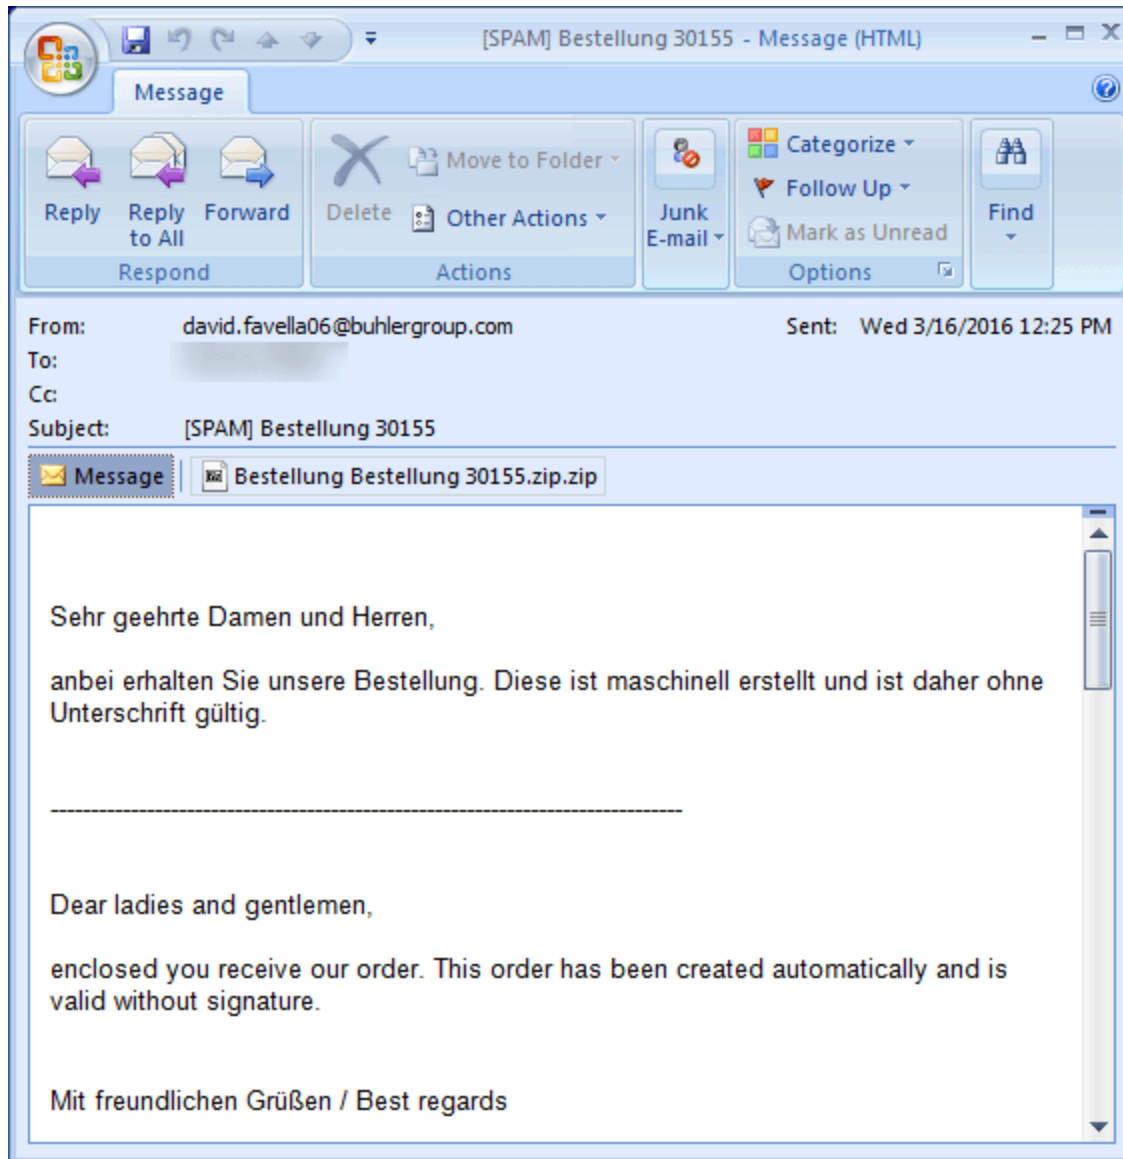 [SPAM] Bestellung 30155 - Message (HTML)
Message
Reply
Reply to All
Forward
Respond
Delete
Move to Folder
Other Actions
Actions
Junk E-mail
Categorize
Follow Up
Mark as Unread
Options
Find
From: david.favella06@buhlergroup.com Sent: Wed 3/16/2016 12:25 PM
To:
Cc:
Subject: [SPAM] Bestellung 30155
Message Bestellung Bestellung 30155.zip.zip
Sehr geehrte Damen und Herren,
anbei erhalten Sie unsere Bestellung. Diese ist maschinell erstellt und ist daher ohne
Unterschrift gültig.
Dear ladies and gentlemen,
enclosed you receive our order. This order has been created automatically and is
valid without signature.
Mit freundlichen Grüßen / Best regards